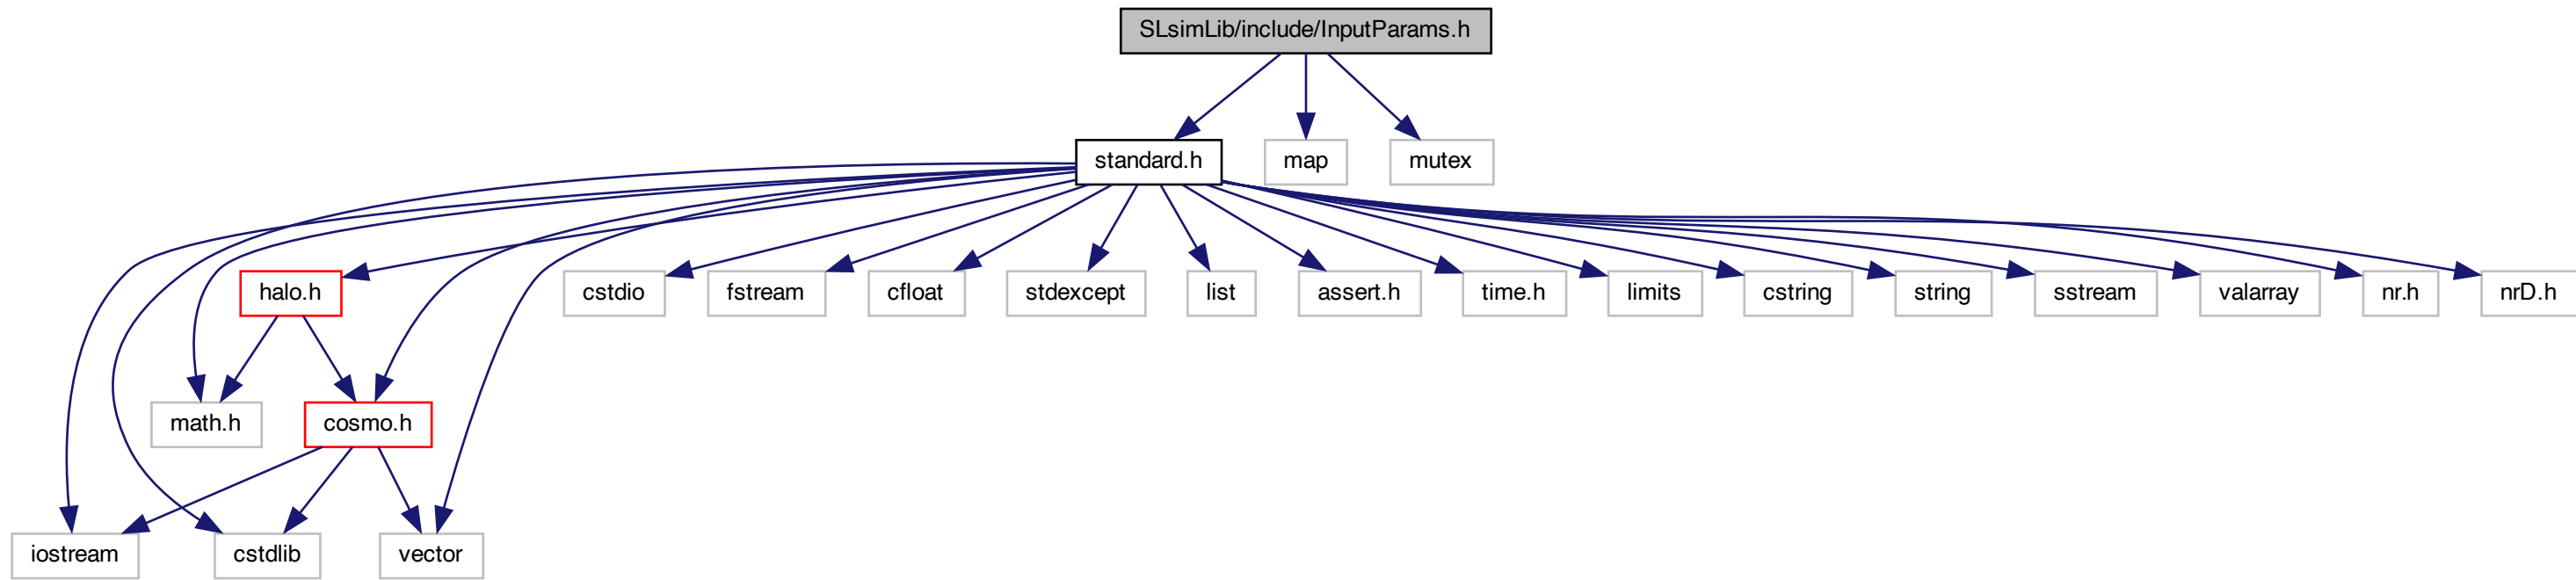 SLsimLib/include/InputParams.h
standard.h
map
mutex
halo.h
cstdio
fstream
cfloat
stdexcept
list
assert.h
time.h
limits
cstring
string
sstream
valarray
nr.h
nrD.h
math.h
cosmo.h
iostream
cstdlib
vector